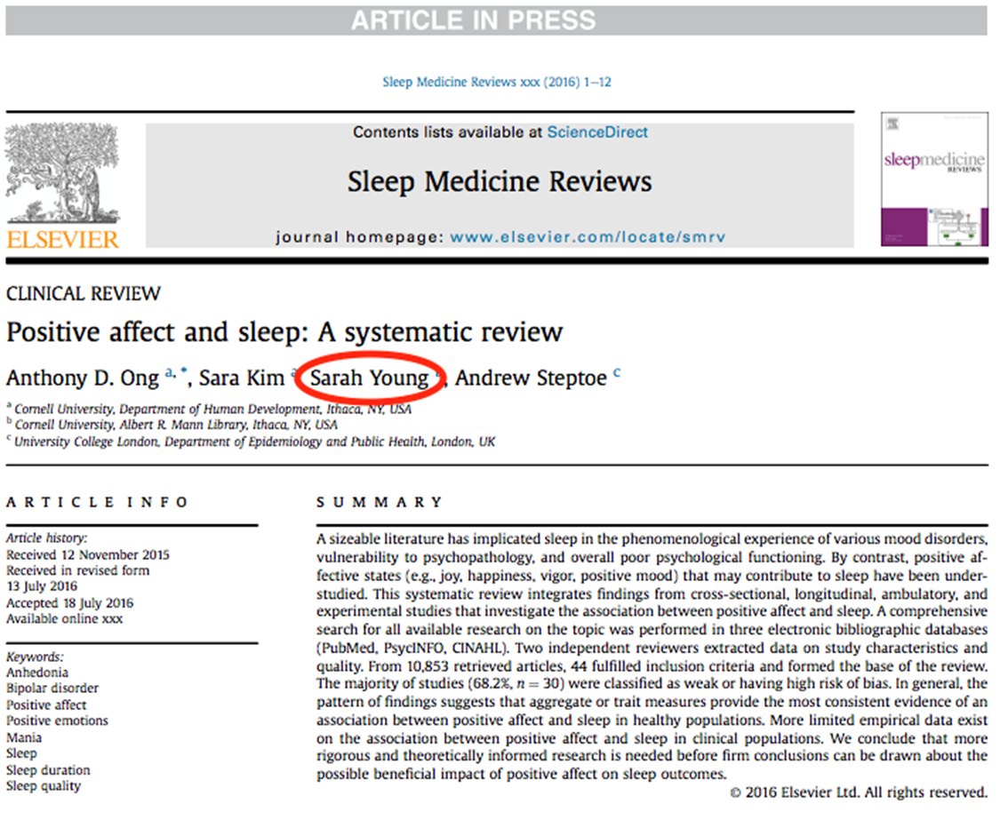 ARTICLE IN PRESS
Sleep Medicine Reviews xxx (2016) 1–12
Contents lists available at ScienceDirect
Sleep Medicine Reviews
journal homepage: www.elsevier.com/locate/smrv
ELSEVIER
sleepmedicine
REVIEWS
CLINICAL REVIEW
Positive affect and sleep: A systematic review
Anthony D. Ong a, *, Sara Kim a Sarah Young , Andrew Steptoe c
a Cornell University, Department of Human Development, Ithaca, NY, USA
b Cornell University, Albert R. Mann Library, Ithaca, NY, USA
c University College London, Department of Epidemiology and Public Health, London, UK
ARTICLE INFO
Article history:
Received 12 November 2015
Received in revised form
13 July 2016
Accepted 18 July 2016
Available online xxx
Keywords:
Anhedonia
Bipolar disorder
Positive affect
Positive emotions
Mania
Sleep
Sleep duration
Sleep quality
SUMMARY
A sizeable literature has implicated sleep in the phenomenological experience of various mood disorders,
vulnerability to psychopathology, and overall poor psychological functioning. By contrast, positive af-
fective states (e.g., joy, happiness, vigor, positive mood) that may contribute to sleep have been under-
studied. This systematic review integrates findings from cross-sectional, longitudinal, ambulatory, and
experimental studies that investigate the association between positive affect and sleep. A comprehensive
search for all available research on the topic was performed in three electronic bibliographic databases
(PubMed, PsycINFO, CINAHL). Two independent reviewers extracted data on study characteristics and
quality. From 10,853 retrieved articles, 44 fulfilled inclusion criteria and formed the base of the review.
The majority of studies (68.2%, n = 30) were classified as weak or having high risk of bias. In general, the
pattern of findings suggests that aggregate or trait measures provide the most consistent evidence of an
association between positive affect and sleep in healthy populations. More limited empirical data exist
on the association between positive affect and sleep in clinical populations. We conclude that more
rigorous and theoretically informed research is needed before firm conclusions can be drawn about the
possible beneficial impact of positive affect on sleep outcomes.
© 2016 Elsevier Ltd. All rights reserved.